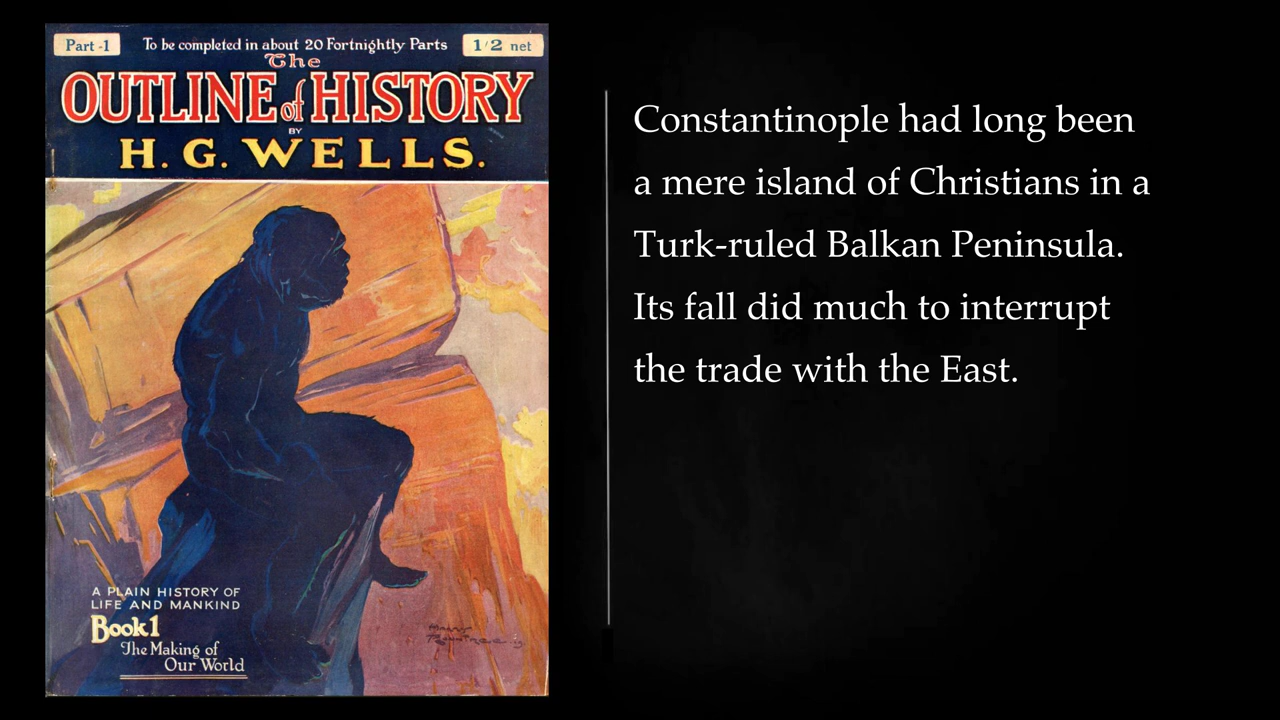 Part -1
To be completed in about 20 Fortnightly Parts
1/2 net
The
OUTLINE of HISTORY
BY
H. G. WELLS.
A PLAIN HISTORY OF
LIFE AND MANKIND
Book 1
The Making of
Our World
Constantinople had long been
a mere island of Christians in a
Turk-ruled Balkan Peninsula.
Its fall did much to interrupt
the trade with the East.